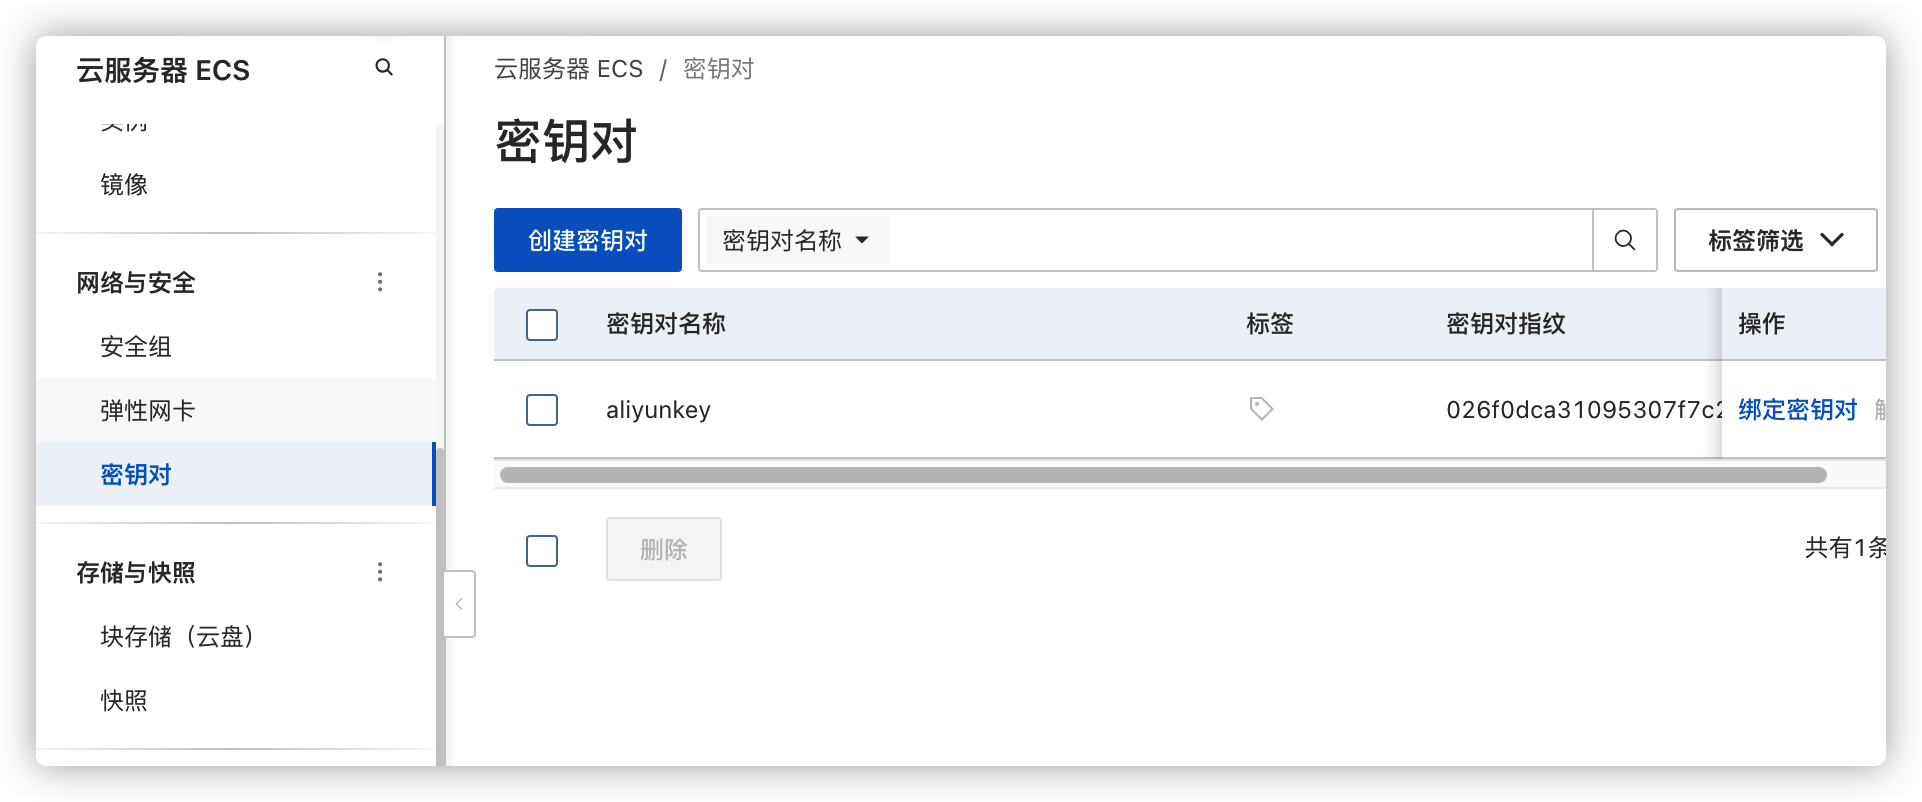 云服务器 ECS
镜像
网络与安全
安全组
弹性网卡
密钥对
存储与快照
块存储（云盘）
快照
云服务器 ECS / 密钥对
密钥对
创建密钥对 密钥对名称 标签筛选
密钥对名称 标签 密钥对指纹 操作
aliyunkey 026f0dca31095307f7c2 绑定密钥对
删除 共有1条